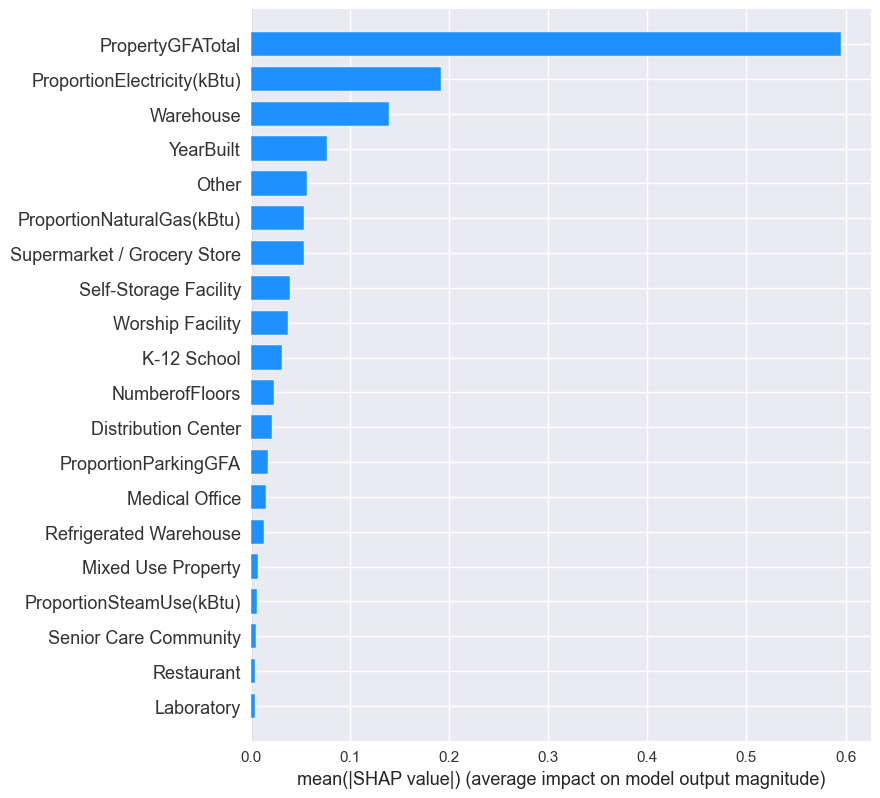 PropertyGFATotal
ProportionElectricity(kBtu)
Warehouse
YearBuilt
Other
ProportionNaturalGas(kBtu)
Supermarket / Grocery Store
Self-Storage Facility
Worship Facility
K-12 School
NumberofFloors
Distribution Center
ProportionParkingGFA
Medical Office
Refrigerated Warehouse
Mixed Use Property
ProportionSteamUse(kBtu)
Senior Care Community
Restaurant
Laboratory
0.0 0.1 0.2 0.3 0.4 0.5 0.6
mean(|SHAP value|) (average impact on model output magnitude)